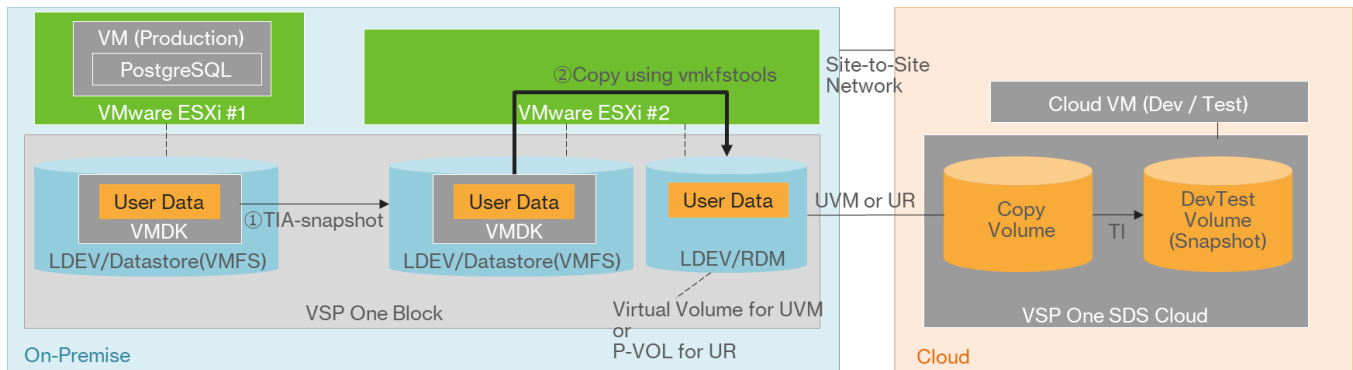 VM (Production)
PostgreSQL
VMware ESXi #1
②Copy using vmkfstools
VMware ESXi #2
Site-to-Site
Network
Cloud VM (Dev / Test)
User Data
VMDK
LDEV/Datastore(VMFS)
①TIA-snapshot
User Data
VMDK
LDEV/Datastore(VMFS)
User Data
LDEV/RDM
UVM or UR
Copy
Volume
TI
DevTest
Volume
(Snapshot)
VSP One Block
Virtual Volume for UVM
or
P-VOL for UR
VSP One SDS Cloud
On-Premise
Cloud